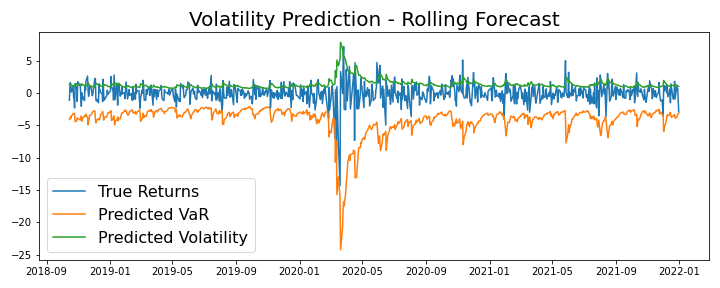 Volatility Prediction - Rolling Forecast
5
0
−5
−10
−15
−20
−25
True Returns
Predicted VaR
Predicted Volatility
2018-09 2019-01 2019-05 2019-09 2020-01 2020-05 2020-09 2021-01 2021-05 2021-09 2022-01